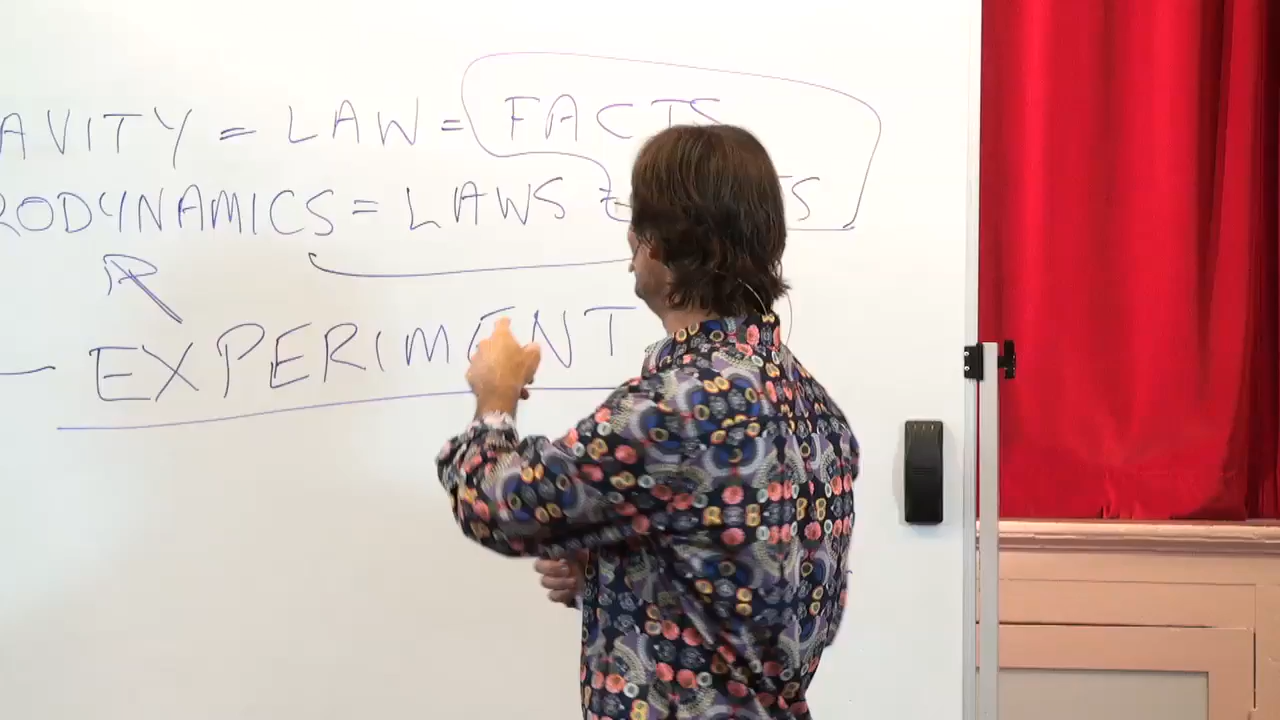 AVITY = LAW = FACTS
RODYNAMICS = LAWS
EXPERIMENT